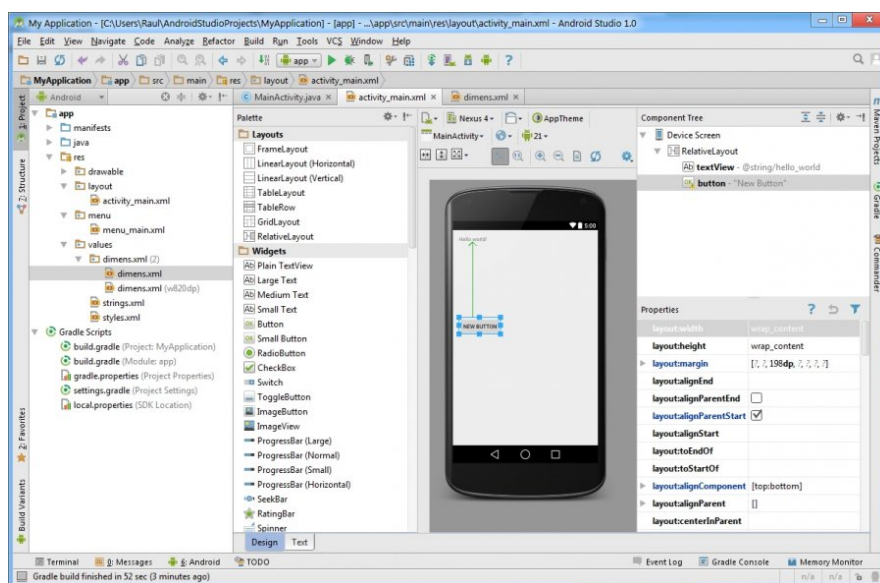 My Application - [C:\Users\Raul\AndroidStudioProjects\MyApplication] - [app] - ...\app\src\main\res\layout\activity_main.xml - Android Studio 1.0
File Edit View Navigate Code Analyze Refactor Build Run Tools VCS Window Help
app
MyApplication app src main res layout activity_main.xml
Android
MainActivity.java × activity_main.xml × dimens.xml ×
1: Project
7: Structure
2: Favorites
Build Variants
app
manifests
java
res
drawable
layout
activity_main.xml
menu
menu_main.xml
values
dimens.xml (2)
dimens.xml
dimens.xml (w820dp)
strings.xml
styles.xml
Gradle Scripts
build.gradle (Project: MyApplication)
build.gradle (Module: app)
gradle.properties (Project Properties)
settings.gradle (Project Settings)
local.properties (SDK Location)
Palette
Layouts
FrameLayout
LinearLayout (Horizontal)
LinearLayout (Vertical)
TableLayout
TableRow
GridLayout
RelativeLayout
Widgets
Ab Plain TextView
Ab Large Text
Ab Medium Text
Ab Small Text
OK Button
OK Small Button
RadioButton
CheckBox
Switch
ToggleButton
ImageButton
ImageView
ProgressBar (Large)
ProgressBar (Normal)
ProgressBar (Small)
ProgressBar (Horizontal)
SeekBar
RatingBar
Spinner
Design Text
Nexus 4 AppTheme
MainActivity 21
5:00
Hello world!
NEW BUTTON
Component Tree
Device Screen
RelativeLayout
Ab textView - @string/hello_world
OK button - "New Button"
Properties
layout:width wrap_content
layout:height wrap_content
layout:margin [?, ?, 198dp, ?, ?, ?, ?]
layout:alignEnd
layout:alignParentEnd
layout:alignParentStart
layout:alignStart
layout:toEndOf
layout:toStartOf
layout:alignComponent [top:bottom]
layout:alignParent []
layout:centerInParent
Maven Projects
Gradle
Commander
Terminal 0: Messages 6: Android TODO
Event Log Gradle Console Memory Monitor
Gradle build finished in 52 sec (3 minutes ago)
n/a n/a